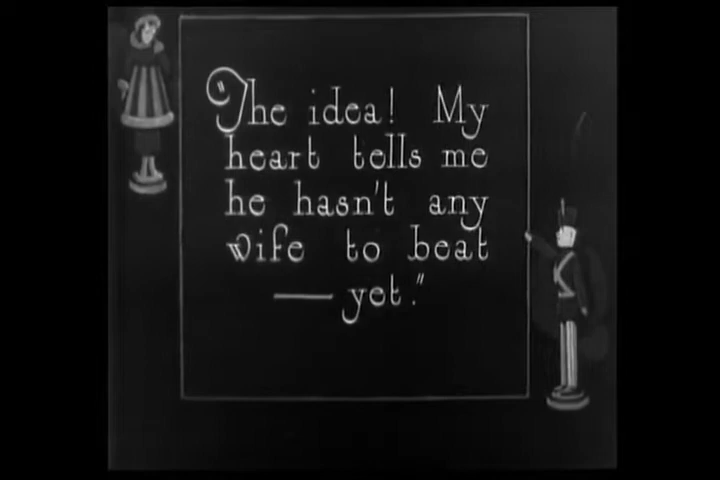 "The idea! My
heart tells me
he hasn't any
wife to beat
— yet."